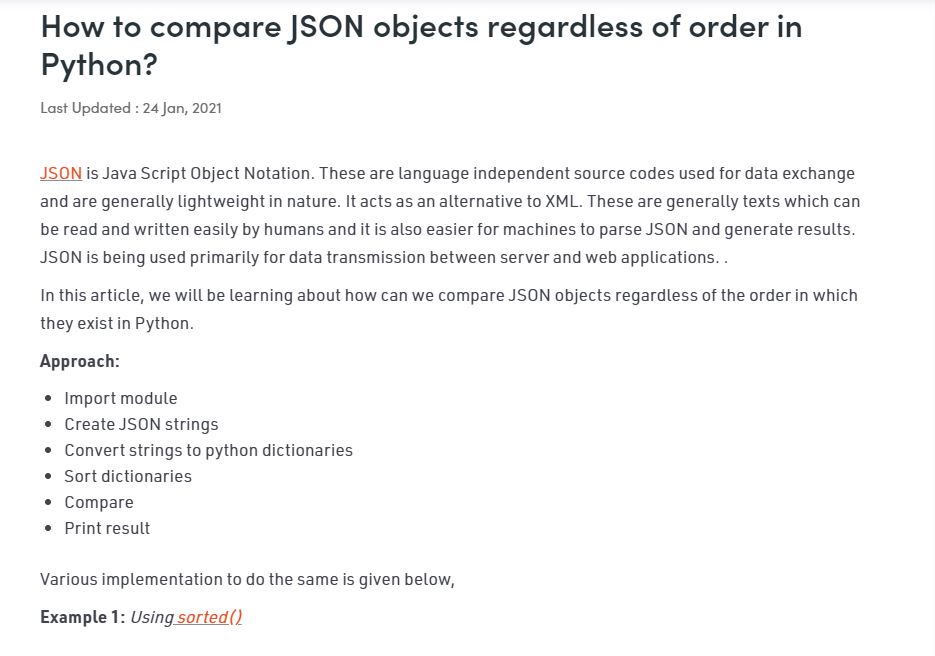 How to compare JSON objects regardless of order in
Python?
Last Updated : 24 Jan, 2021
JSON is Java Script Object Notation. These are language independent source codes used for data exchange
and are generally lightweight in nature. It acts as an alternative to XML. These are generally texts which can
be read and written easily by humans and it is also easier for machines to parse JSON and generate results.
JSON is being used primarily for data transmission between server and web applications. .
In this article, we will be learning about how can we compare JSON objects regardless of the order in which
they exist in Python.
Approach:
• Import module
• Create JSON strings
• Convert strings to python dictionaries
• Sort dictionaries
• Compare
• Print result
Various implementation to do the same is given below,
Example 1: Using sorted()